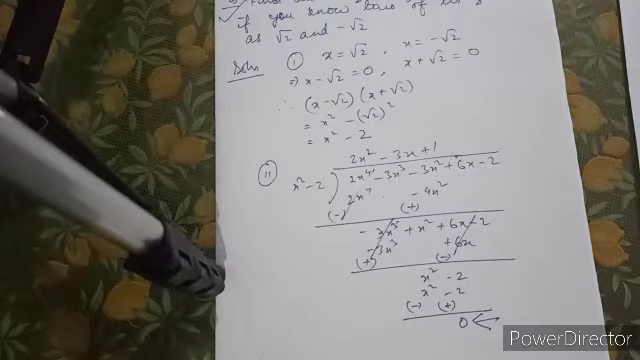 if you know two of its
as √2 and -√2
Soln (i) x = √2 , x = -√2
⇒ x - √2 = 0 , x + √2 = 0
∴ (x - √2) (x + √2)
= x² - (√2)²
= x² - 2
(ii) 2x² - 3x + 1
x² - 2 ) 2x⁴ - 3x³ - 3x² + 6x - 2
2x⁴ - 4x²
(-) (+)
- 3x³ + x² + 6x - 2
- 3x³ + 6x
(+) (-)
x² - 2
x² - 2
(-) (+)
0
PowerDirector